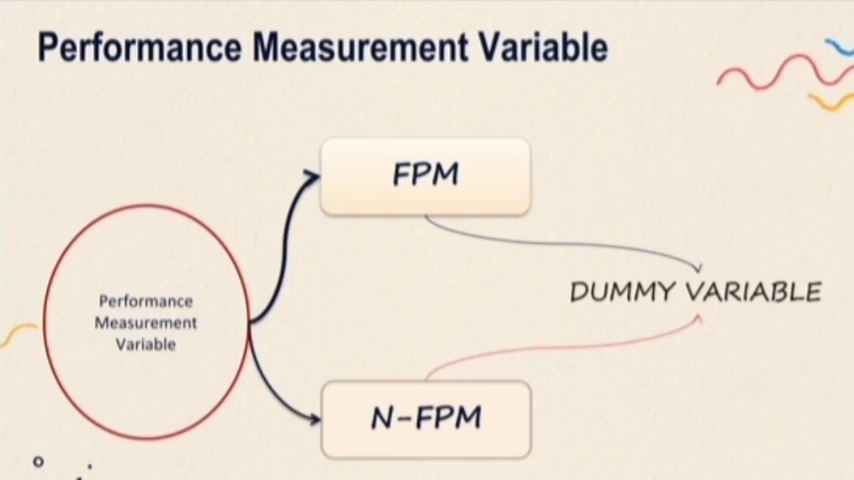 Performance Measurement Variable
FPM
Performance
Measurement
Variable
DUMMY VARIABLE
N-FPM